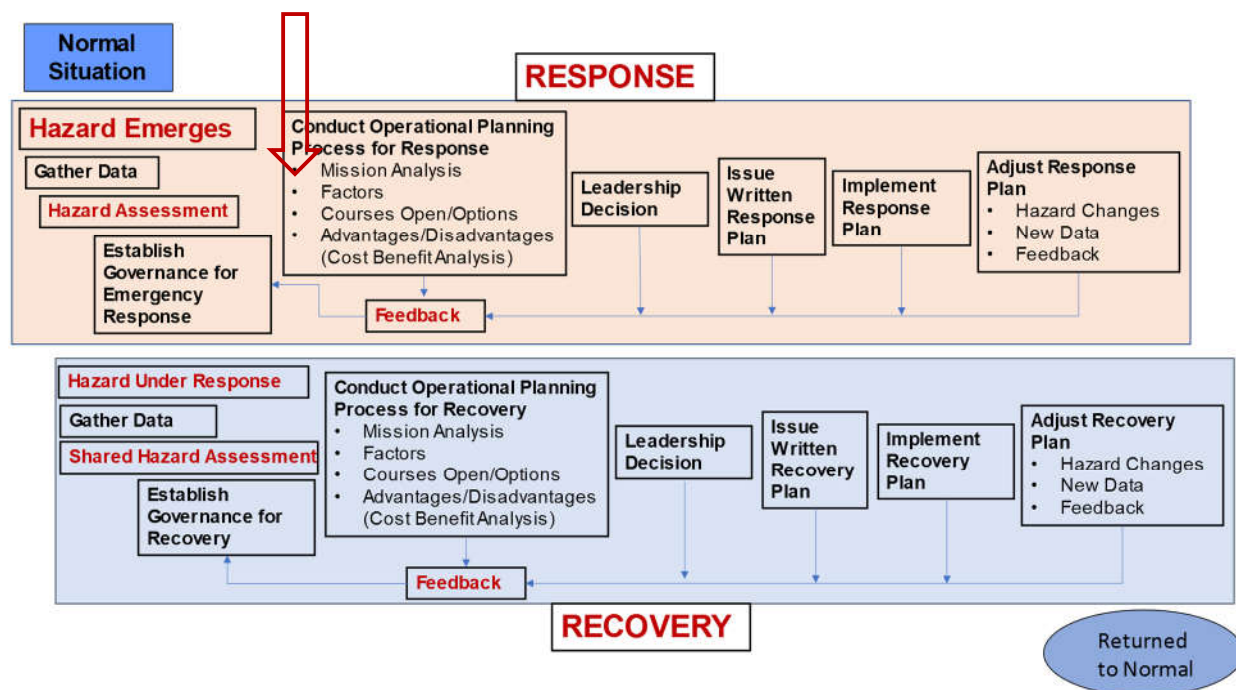 Normal
Situation
RESPONSE
Hazard Emerges
Gather Data
Hazard Assessment
Establish
Governance for
Emergency
Response
Conduct Operational Planning
Process for Response
• Mission Analysis
• Factors
• Courses Open/Options
• Advantages/Disadvantages
(Cost Benefit Analysis)
Feedback
Leadership
Decision
Issue
Written
Response
Plan
Implement
Response
Plan
Adjust Response
Plan
• Hazard Changes
• New Data
• Feedback
Hazard Under Response
Gather Data
Shared Hazard Assessment
Establish
Governance for
Recovery
Conduct Operational Planning
Process for Recovery
• Mission Analysis
• Factors
• Courses Open/Options
• Advantages/Disadvantages
(Cost Benefit Analysis)
Feedback
Leadership
Decision
Issue
Written
Recovery
Plan
Implement
Recovery
Plan
Adjust Recovery
Plan
• Hazard Changes
• New Data
• Feedback
RECOVERY
Returned
to Normal